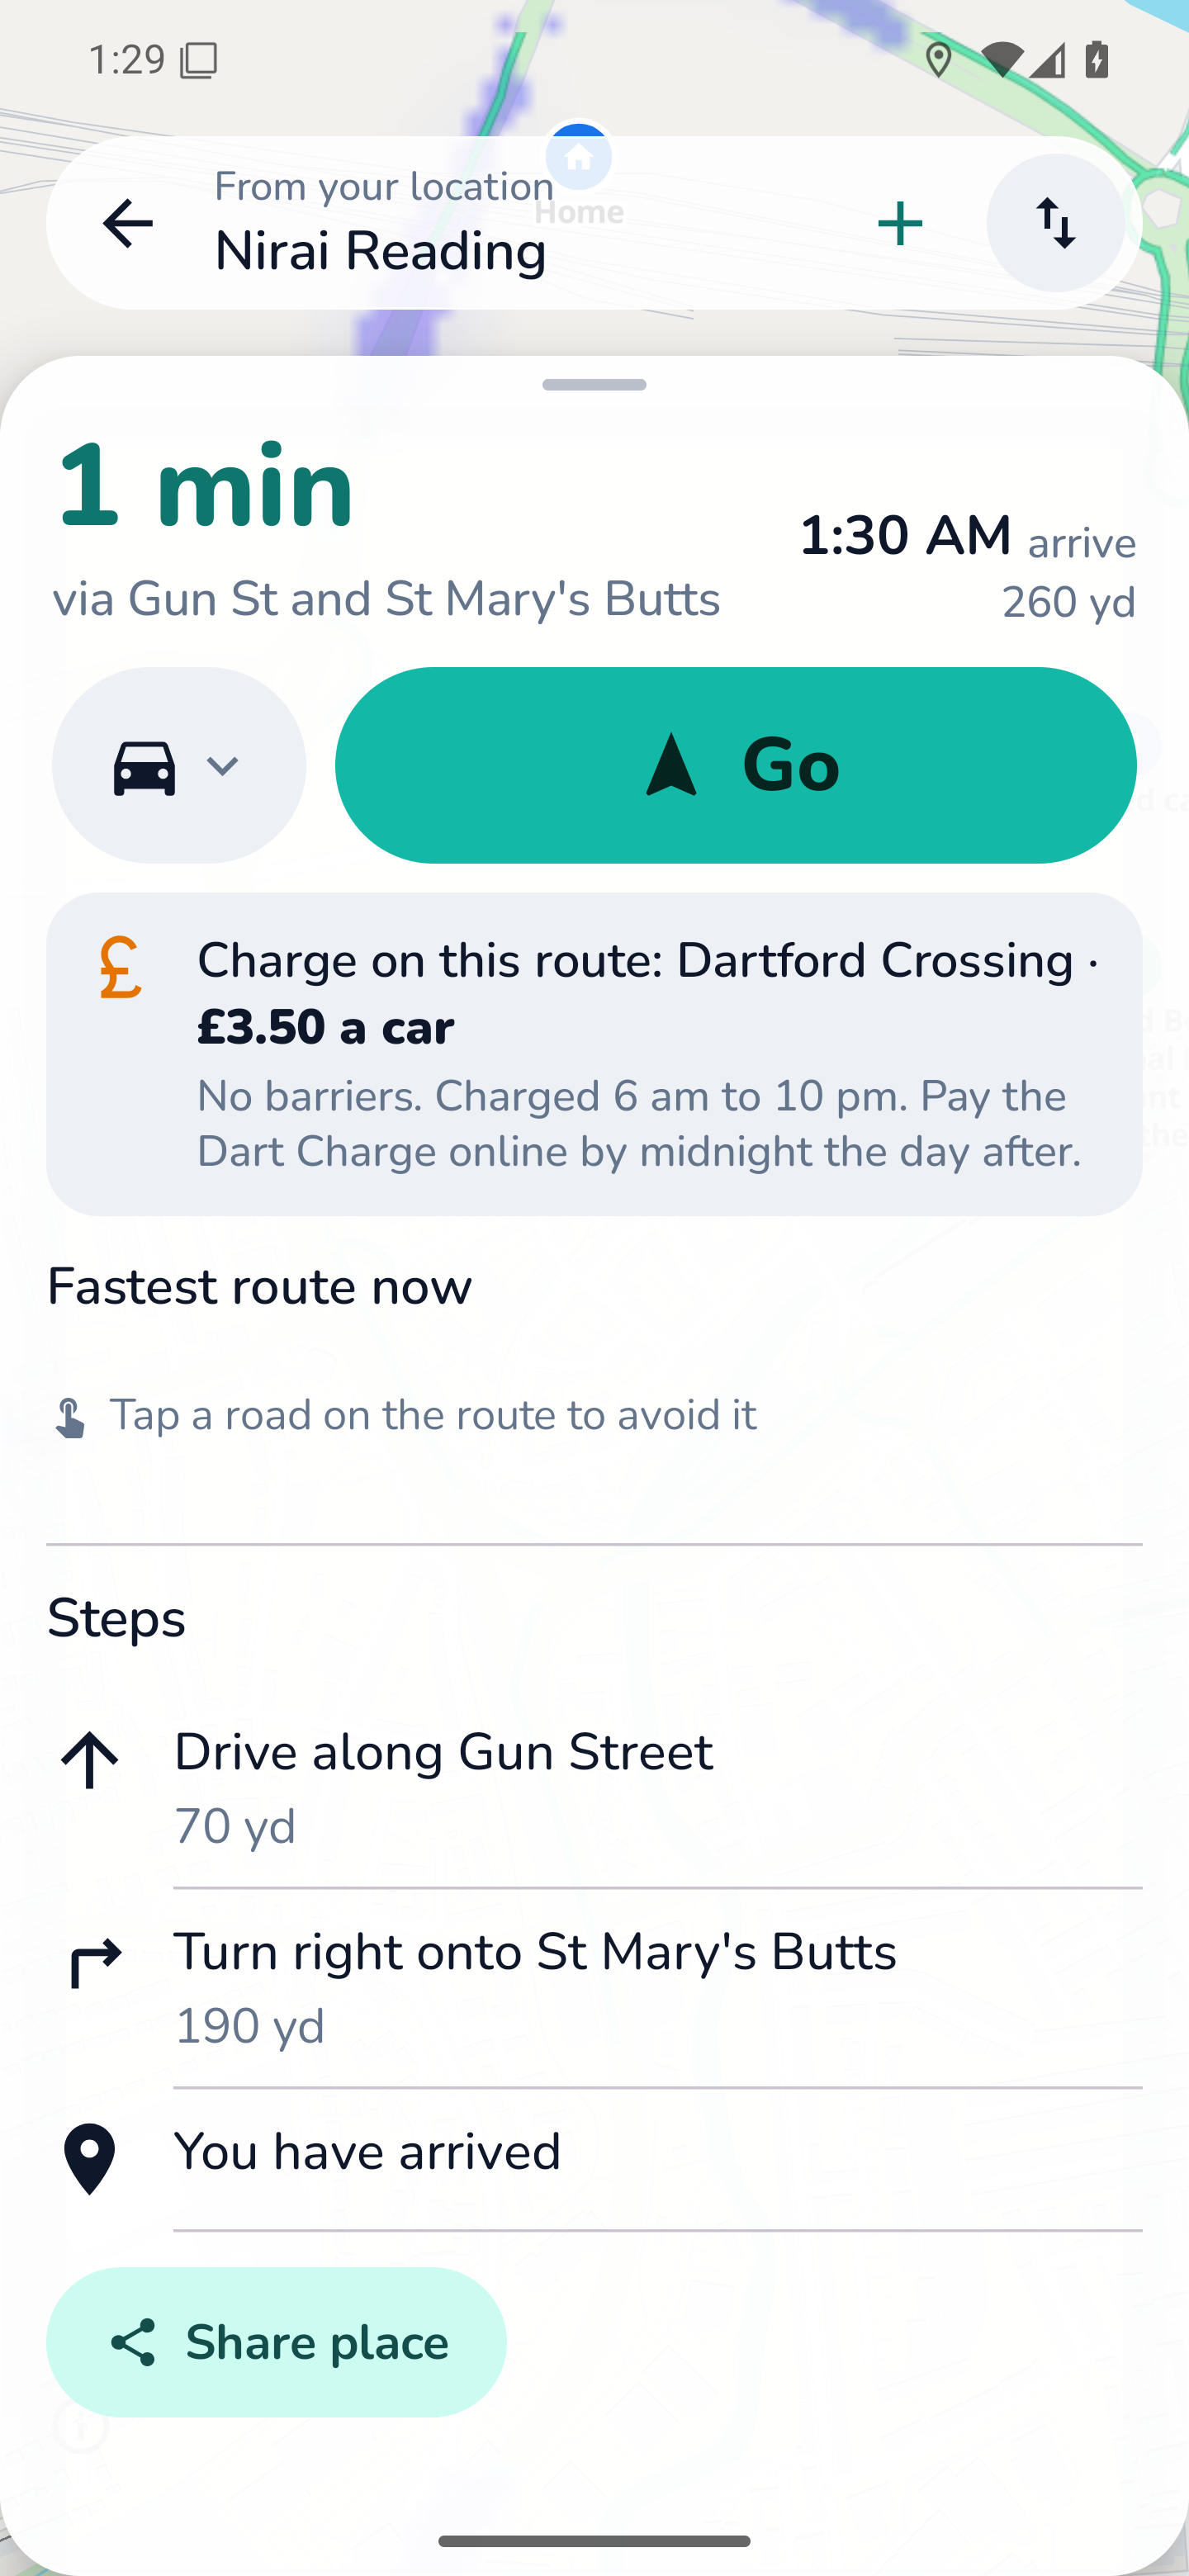 1:29
From your location
Home
Nirai Reading
1 min
1:30 AM arrive
via Gun St and St Mary's Butts
260 yd
Go
£ Charge on this route: Dartford Crossing ·
£3.50 a car
No barriers. Charged 6 am to 10 pm. Pay the
Dart Charge online by midnight the day after.
Fastest route now
Tap a road on the route to avoid it
Steps
Drive along Gun Street
70 yd
Turn right onto St Mary's Butts
190 yd
You have arrived
Share place